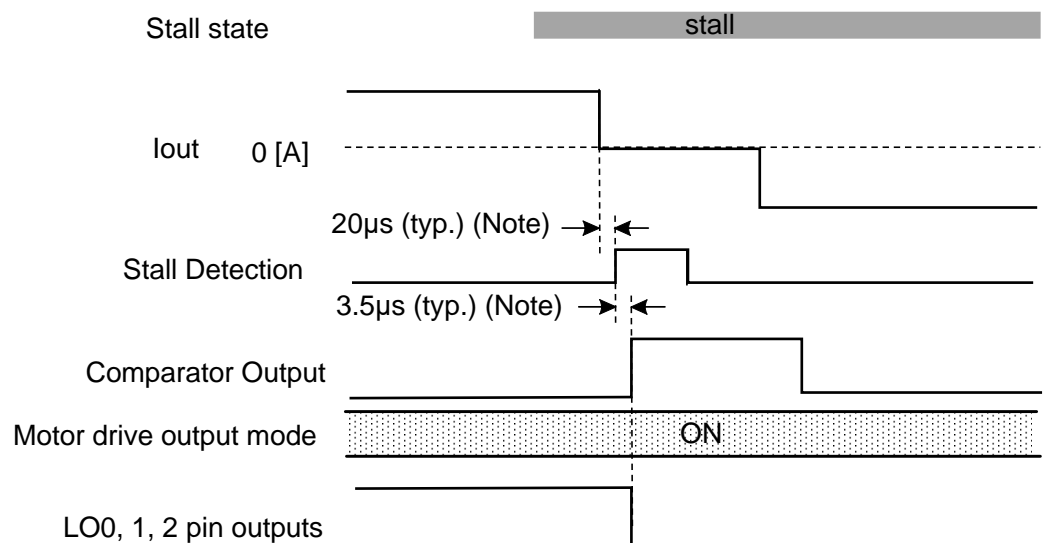 Stall state
stall
Iout 0 [A]
20µs (typ.) (Note)
Stall Detection
3.5µs (typ.) (Note)
Comparator Output
Motor drive output mode
ON
LO0, 1, 2 pin outputs